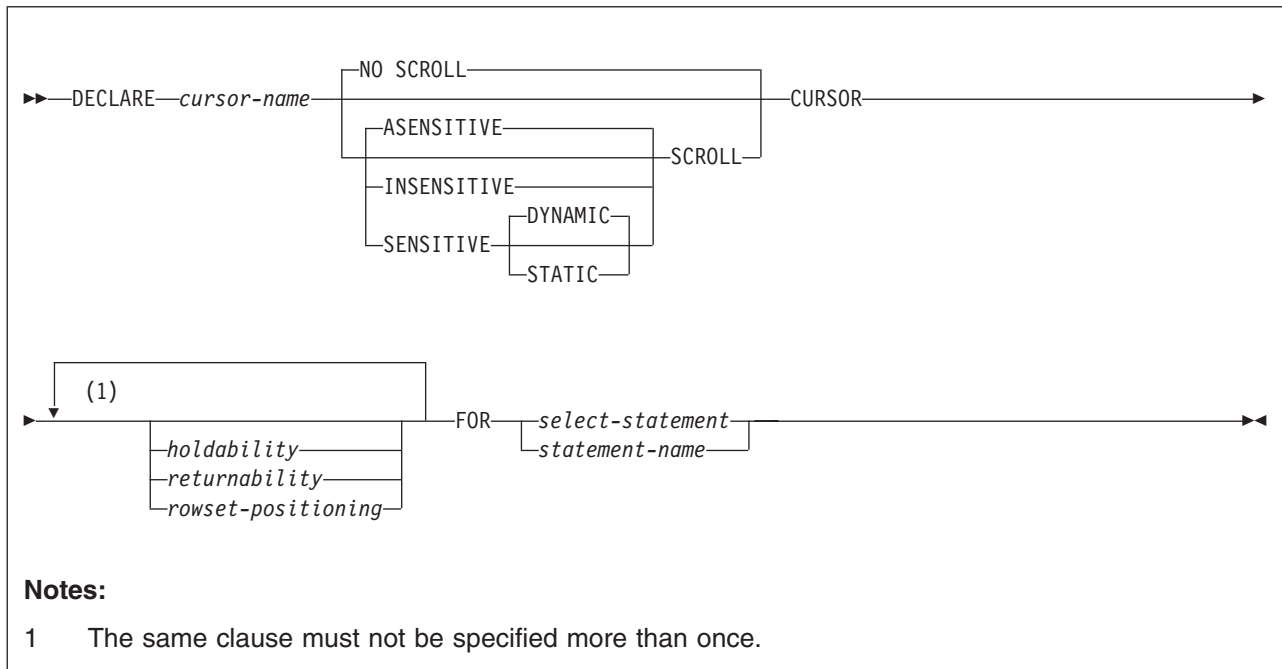 NO SCROLL
DECLARE cursor-name CURSOR
ASENSITIVE
SCROLL
INSENSITIVE
DYNAMIC
SENSITIVE
STATIC
(1)
FOR select-statement
holdability statement-name
returnability
rowset-positioning
Notes:
1 The same clause must not be specified more than once.